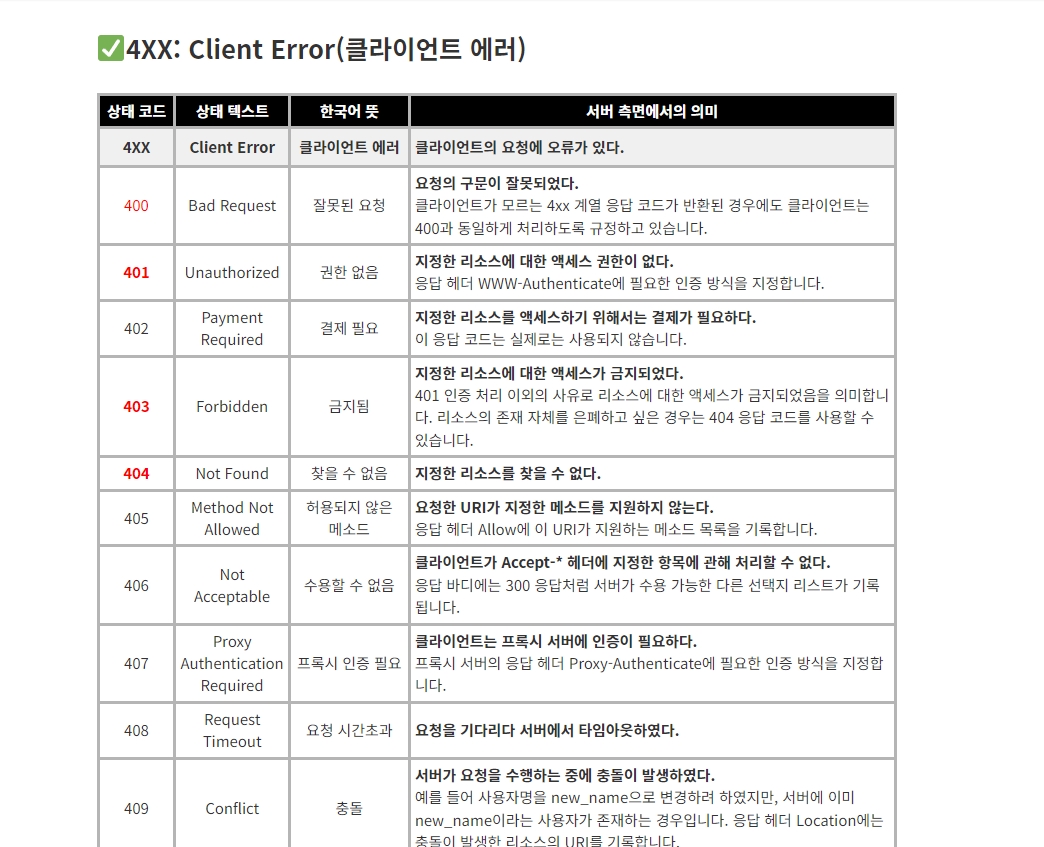 ✅4XX: Client Error(클라이언트 에러)
상태 코드 상태 텍스트 한국어 뜻 서버 측면에서의 의미
4XX Client Error 클라이언트 에러 클라이언트의 요청에 오류가 있다.
400 Bad Request 잘못된 요청
요청의 구문이 잘못되었다.
클라이언트가 모르는 4xx 계열 응답 코드가 반환된 경우에도 클라이언트는
400과 동일하게 처리하도록 규정하고 있습니다.
401 Unauthorized 권한 없음
지정한 리소스에 대한 액세스 권한이 없다.
응답 헤더 WWW-Authenticate에 필요한 인증 방식을 지정합니다.
402
Payment
Required
결제 필요
지정한 리소스를 액세스하기 위해서는 결제가 필요하다.
이 응답 코드는 실제로는 사용되지 않습니다.
403 Forbidden 금지됨
지정한 리소스에 대한 액세스가 금지되었다.
401 인증 처리 이외의 사유로 리소스에 대한 액세스가 금지되었음을 의미합니
다. 리소스의 존재 자체를 은폐하고 싶은 경우는 404 응답 코드를 사용할 수
있습니다.
404 Not Found 찾을 수 없음 지정한 리소스를 찾을 수 없다.
405
Method Not
Allowed
허용되지 않은
메소드
요청한 URI가 지정한 메소드를 지원하지 않는다.
응답 헤더 Allow에 이 URI가 지원하는 메소드 목록을 기록합니다.
406
Not
Acceptable
수용할 수 없음
클라이언트가 Accept-* 헤더에 지정한 항목에 관해 처리할 수 없다.
응답 바디에는 300 응답처럼 서버가 수용 가능한 다른 선택지 리스트가 기록
됩니다.
407
Proxy
Authentication
Required
프록시 인증 필요
클라이언트는 프록시 서버에 인증이 필요하다.
프록시 서버의 응답 헤더 Proxy-Authenticate에 필요한 인증 방식을 지정합
니다.
408
Request
Timeout
요청 시간초과
요청을 기다리다 서버에서 타임아웃하였다.
409 Conflict 충돌
서버가 요청을 수행하는 중에 충돌이 발생하였다.
예를 들어 사용자명을 new_name으로 변경하려 하였지만, 서버에 이미
new_name이라는 사용자가 존재하는 경우입니다. 응답 헤더 Location에는
충돌이 발생한 리소스의 URI를 기록합니다.